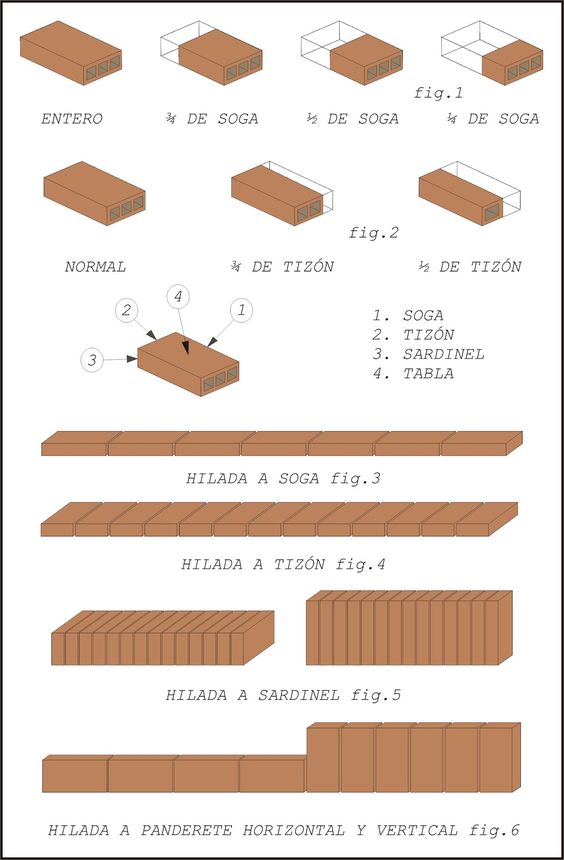 fig.1
ENTERO
¾ DE SOGA
½ DE SOGA
¼ DE SOGA
fig.2
NORMAL
¾ DE TIZÓN
½ DE TIZÓN
4
2
1
3
1. SOGA
2. TIZÓN
3. SARDINEL
4. TABLA
HILADA A SOGA fig.3
HILADA A TIZÓN fig.4
HILADA A SARDINEL fig.5
HILADA A PANDERETE HORIZONTAL Y VERTICAL fig.6